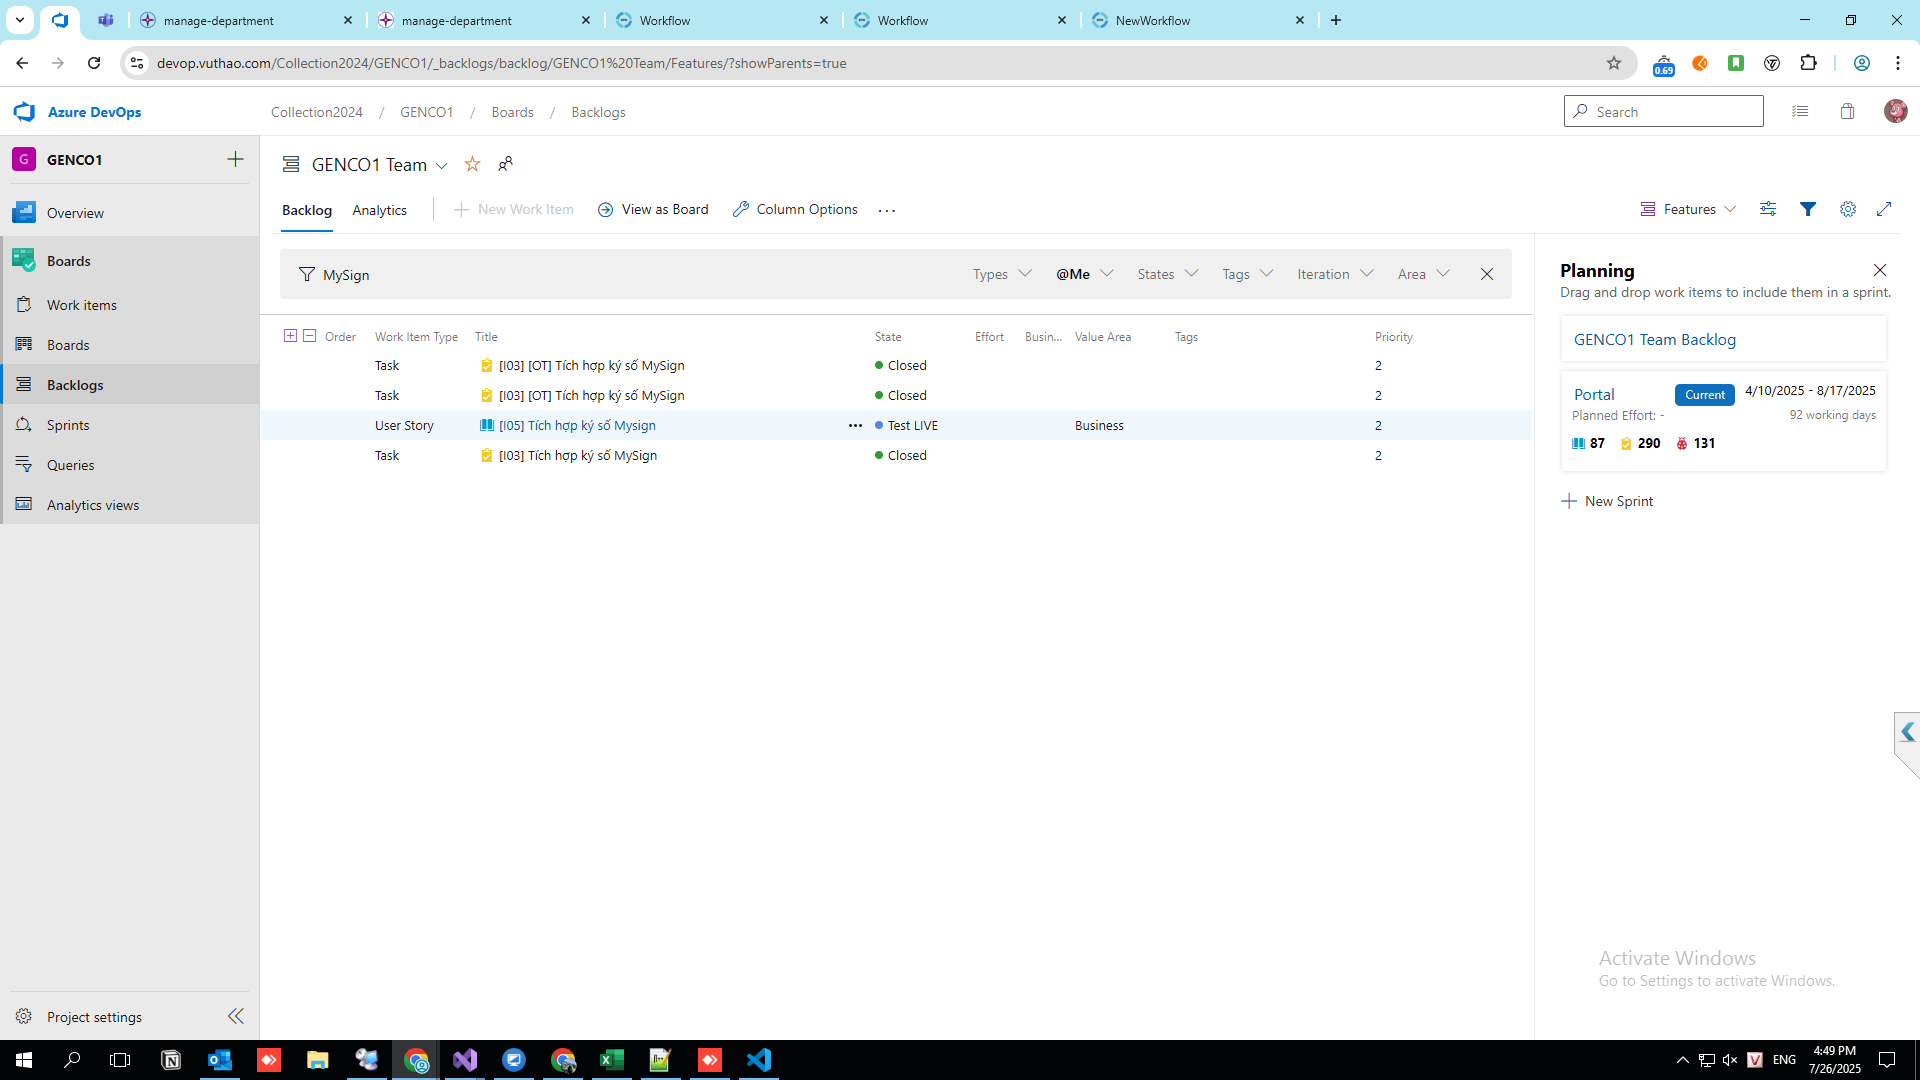 manage-department
manage-department
Workflow
Workflow
NewWorkflow
devop.vuthao.com/Collection2024/GENCO1/_backlogs/backlog/GENCO1%20Team/Features/?showParents=true
0.69
Azure DevOps
Collection2024 / GENCO1 / Boards / Backlogs
Search
G GENCO1
GENCO1 Team
Overview
Boards
Work items
Boards
Backlogs
Sprints
Queries
Analytics views
Project settings
Backlog Analytics New Work Item View as Board Column Options
Features
MySign Types @Me States Tags Iteration Area
Order Work Item Type Title State Effort Busin... Value Area Tags Priority
Task [I03] [OT] Tích hợp ký số MySign Closed 2
Task [I03] [OT] Tích hợp ký số MySign Closed 2
User Story [I05] Tích hợp ký số Mysign Test LIVE Business 2
Task [I03] Tích hợp ký số MySign Closed 2
Planning
Drag and drop work items to include them in a sprint.
GENCO1 Team Backlog
Portal Current 4/10/2025 - 8/17/2025
Planned Effort: - 92 working days
87 290 131
New Sprint
Activate Windows
Go to Settings to activate Windows.
ENG
4:49 PM
7/26/2025